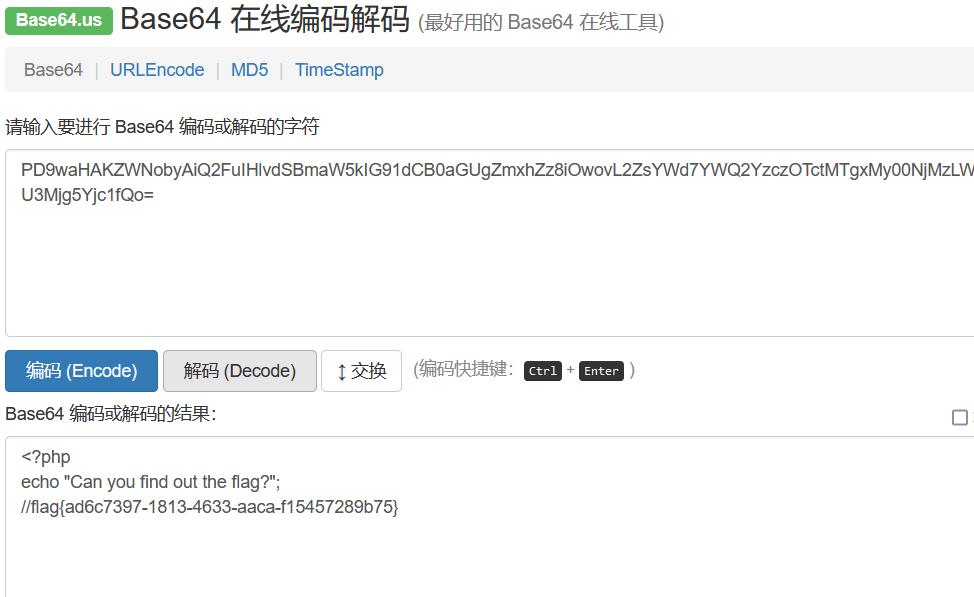 Base64.us Base64 在线编码解码 (最好用的 Base64 在线工具)
Base64 | URLEncode | MD5 | TimeStamp
请输入要进行 Base64 编码或解码的字符
PD9waHAKZWNobyAiQ2FuIHlvdSBmaW5kIG91dCB0aGUgZmxhZz8iOwovL2ZsYWd7YWQ2YzczOTctMTgxMy00NjMzLW
U3Mjg5Yjc1fQo=
编码 (Encode) 解码 (Decode) ↕ 交换 (编码快捷键： Ctrl + Enter )
Base64 编码或解码的结果：
<?php
echo "Can you find out the flag?";
//flag{ad6c7397-1813-4633-aaca-f15457289b75}